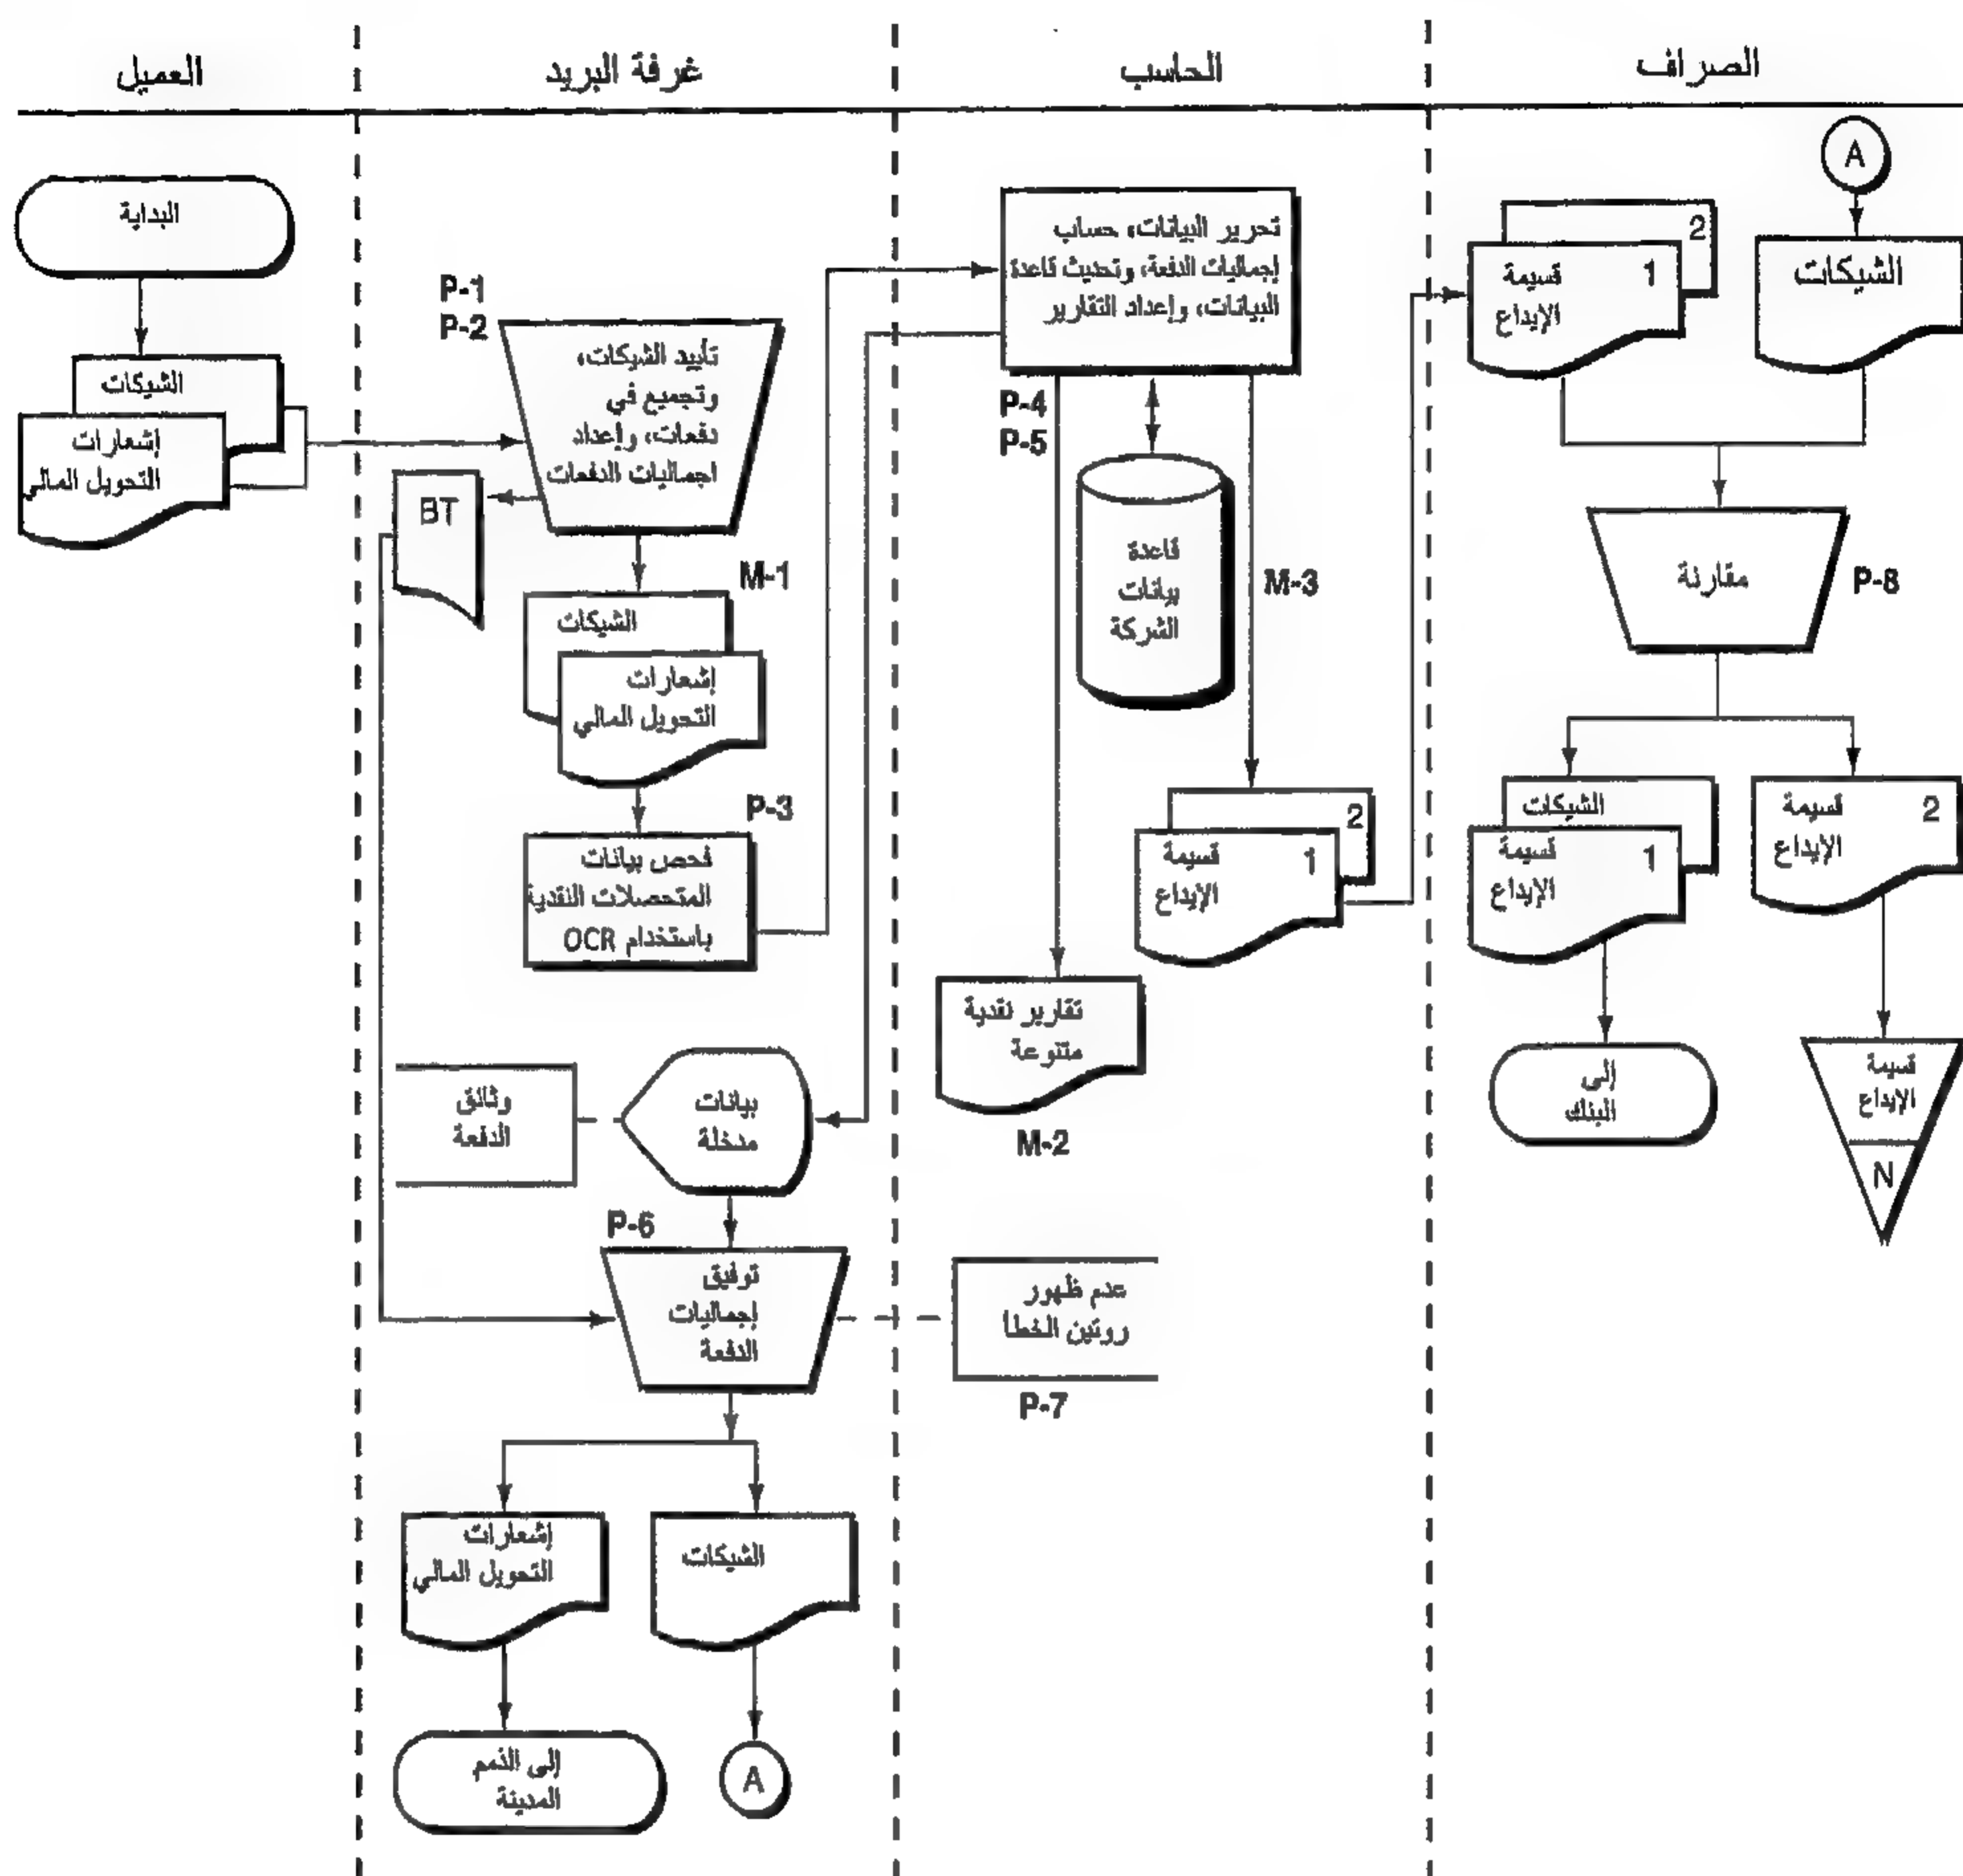 العميل
غرفة البريد
الحاسب
الصراف
البداية
الشيكات
إشعارات
التحويل المالي
P-1
P-2
تأييد الشيكات،
وتجميع في
دفعات، وإعداد
اجماليات الدفعات
BT
M-1
الشيكات
إشعارات
التحويل المالي
P-3
فحص بيانات
المتحصلات النقدية
باستخدام OCR
بيانات
مدخلة
وثائق
الدفعة
P-6
توفيق
إجماليات
الدفعة
إشعارات
التحويل المالي
الشيكات
إلى الذمم
المدينة
A
تحرير البيانات، حساب
إجماليات الدفعة، وتحديث قاعدة
البيانات، وإعداد التقارير
P-4
P-5
قاعدة
بيانات
الشركة
M-3
2
قسيمة 1
الإيداع
تقارير نقدية
متنوعة
M-2
عدم ظهور
روتين الخطأ
P-7
A
2
قسيمة 1
الإيداع
الشيكات
مقارنة
P-8
الشيكات
قسيمة 1
الإيداع
قسيمة 2
الإيداع
إلى
البنك
قسيمة
الإيداع
N